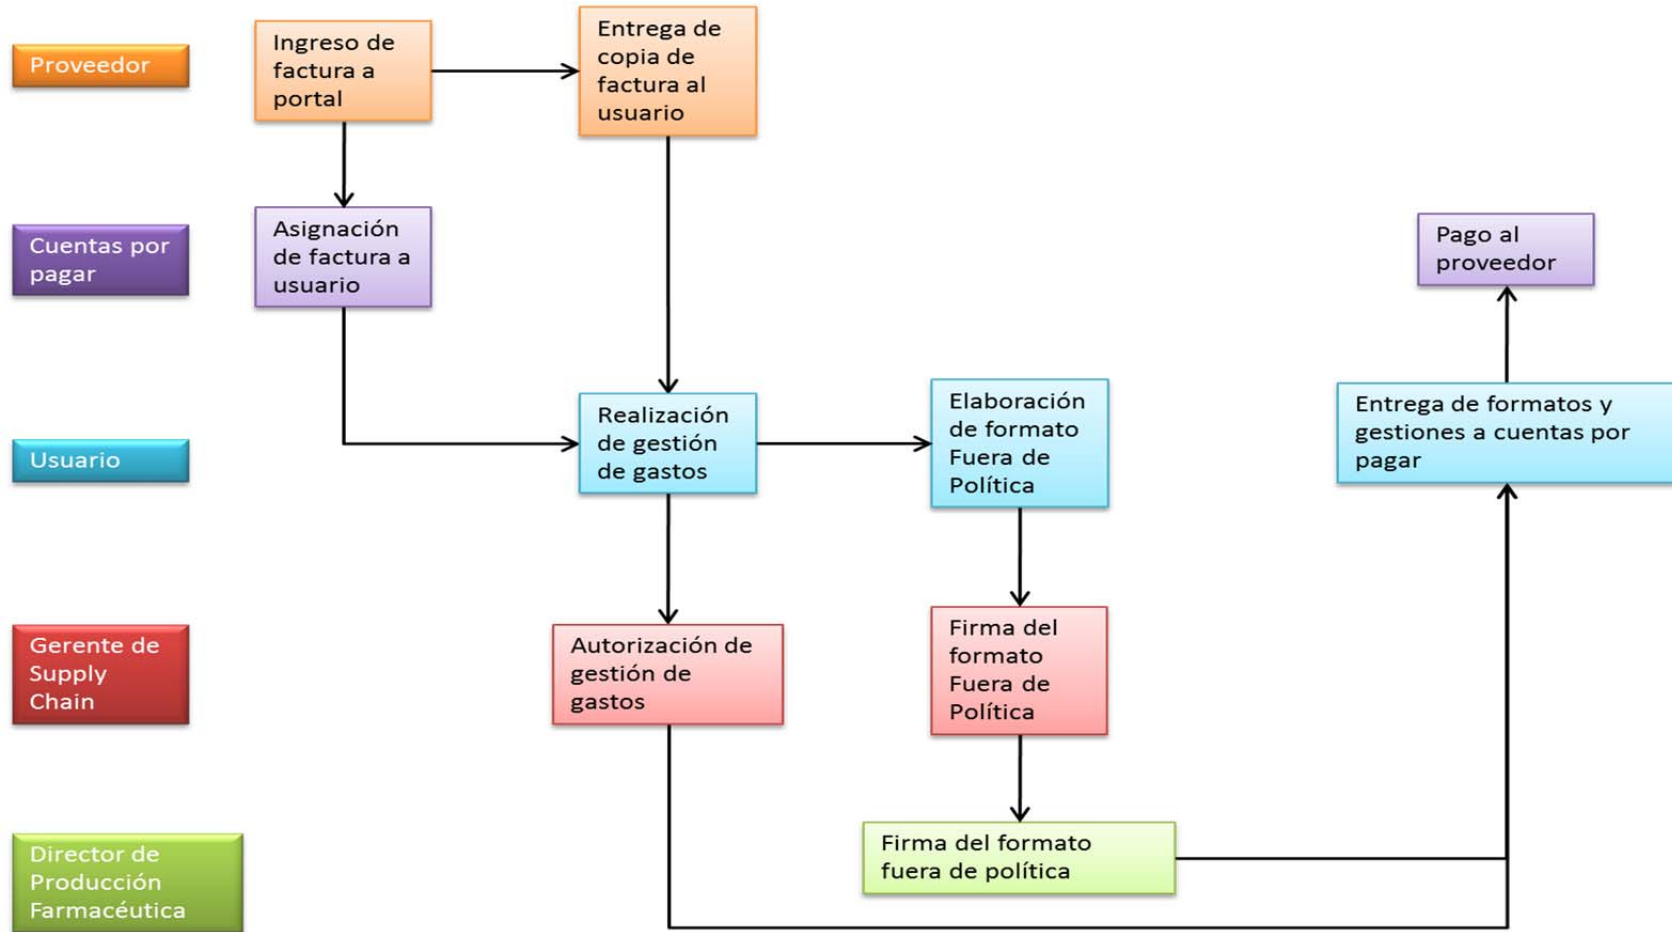 Proveedor
Ingreso de
factura a
portal
Entrega de
copia de
factura al
usuario
Cuentas por
pagar
Asignación
de factura a
usuario
Pago al
proveedor
Usuario
Realización
de gestión
de gastos
Elaboración
de formato
Fuera de
Política
Entrega de formatos y
gestiones a cuentas por
pagar
Gerente de
Supply
Chain
Autorización de
gestión de
gastos
Firma del
formato
Fuera de
Política
Director de
Producción
Farmacéutica
Firma del formato
fuera de política